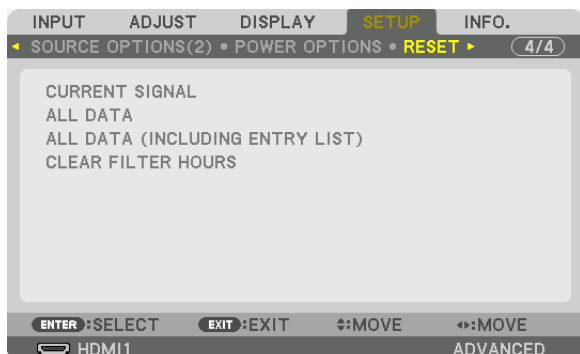 INPUT ADJUST DISPLAY SETUP INFO.
SOURCE OPTIONS(2) • POWER OPTIONS • RESET 4/4
CURRENT SIGNAL
ALL DATA
ALL DATA (INCLUDING ENTRY LIST)
CLEAR FILTER HOURS
ENTER :SELECT EXIT :EXIT :MOVE :MOVE
HDMI1 ADVANCED